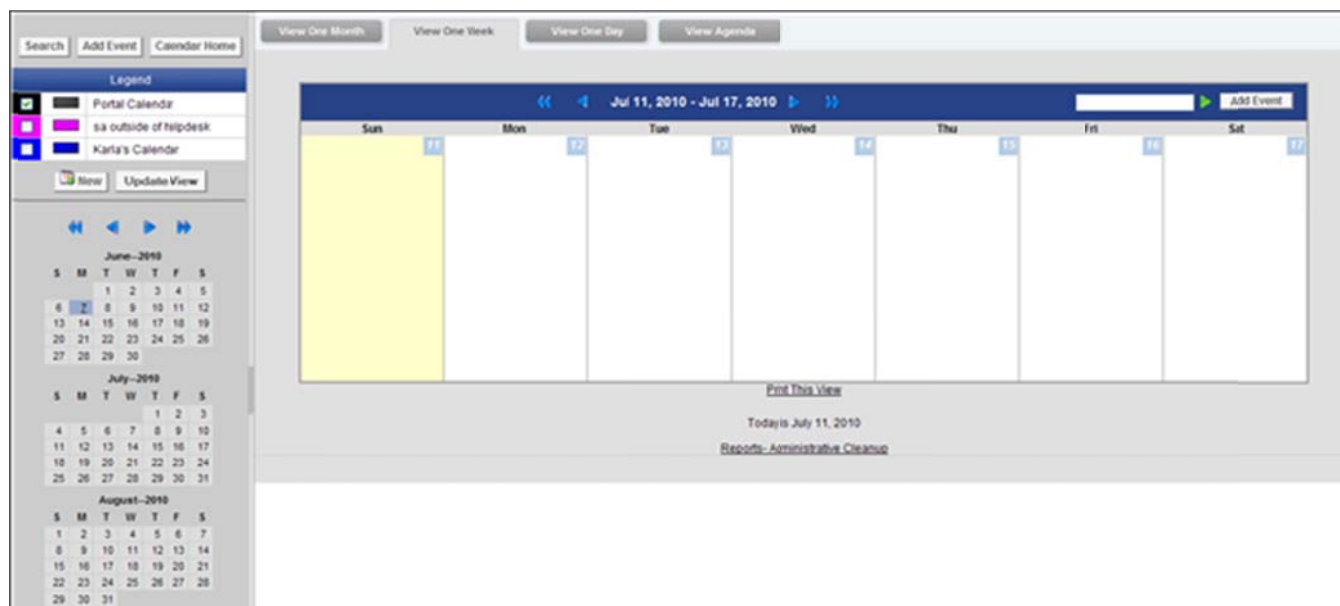 Search Add Event Calendar Home
Legend
Portal Calendar
sa outside of helpdesk
Karla's Calendar
New Update View
June--2010
S M T W T F S
1 2 3 4 5
6 7 8 9 10 11 12
13 14 15 16 17 18 19
20 21 22 23 24 25 26
27 28 29 30
July--2010
S M T W T F S
1 2 3
4 5 6 7 8 9 10
11 12 13 14 15 16 17
18 19 20 21 22 23 24
25 26 27 28 29 30 31
August--2010
S M T W T F S
1 2 3 4 5 6 7
8 9 10 11 12 13 14
15 16 17 18 19 20 21
22 23 24 25 26 27 28
29 30 31
View One Month View One Week View One Day View Agenda
Jul 11, 2010 - Jul 17, 2010 Add Event
Sun Mon Tue Wed Thu Fri Sat
11 12 13 14 15 16 17
Print This View
Today is July 11, 2010
Reports- Administrative Cleanup